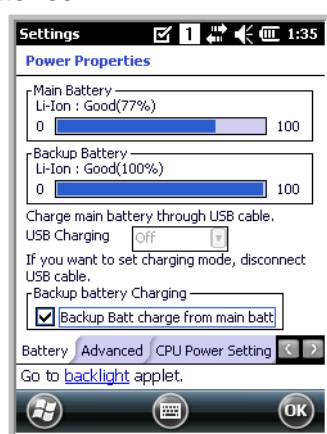 Settings 1 1:35
Power Properties
Main Battery
Li-Ion : Good(77%)
0 100
Backup Battery
Li-Ion : Good(100%)
0 100
Charge main battery through USB cable.
USB Charging Off
If you want to set charging mode, disconnect
USB cable.
Backup battery Charging
Backup Batt charge from main batt
Battery Advanced CPU Power Setting
Go to backlight applet.
OK